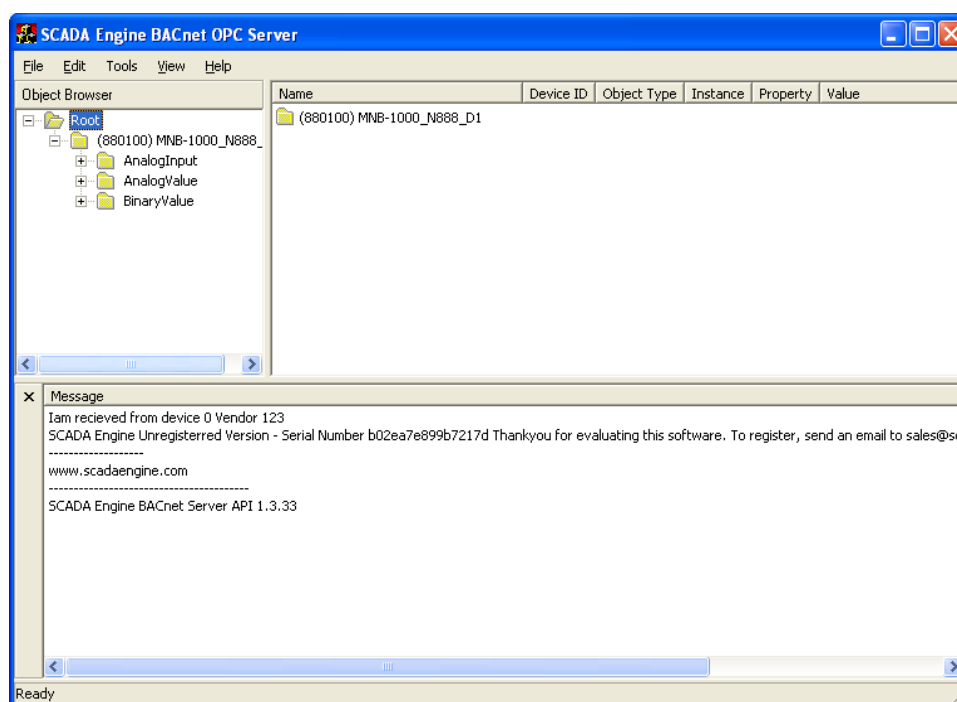 SCADA Engine BACnet OPC Server
File Edit Tools View Help
Object Browser
Root
(880100) MNB-1000_N888_
AnalogInput
AnalogValue
BinaryValue
Name Device ID Object Type Instance Property Value
(880100) MNB-1000_N888_D1
Message
Iam recieved from device 0 Vendor 123
SCADA Engine Unregisterred Version - Serial Number b02ea7e899b7217d Thankyou for evaluating this software. To register, send an email to sales@s
-------------------
www.scadaengine.com
----------------------------------------
SCADA Engine BACnet Server API 1.3.33
Ready